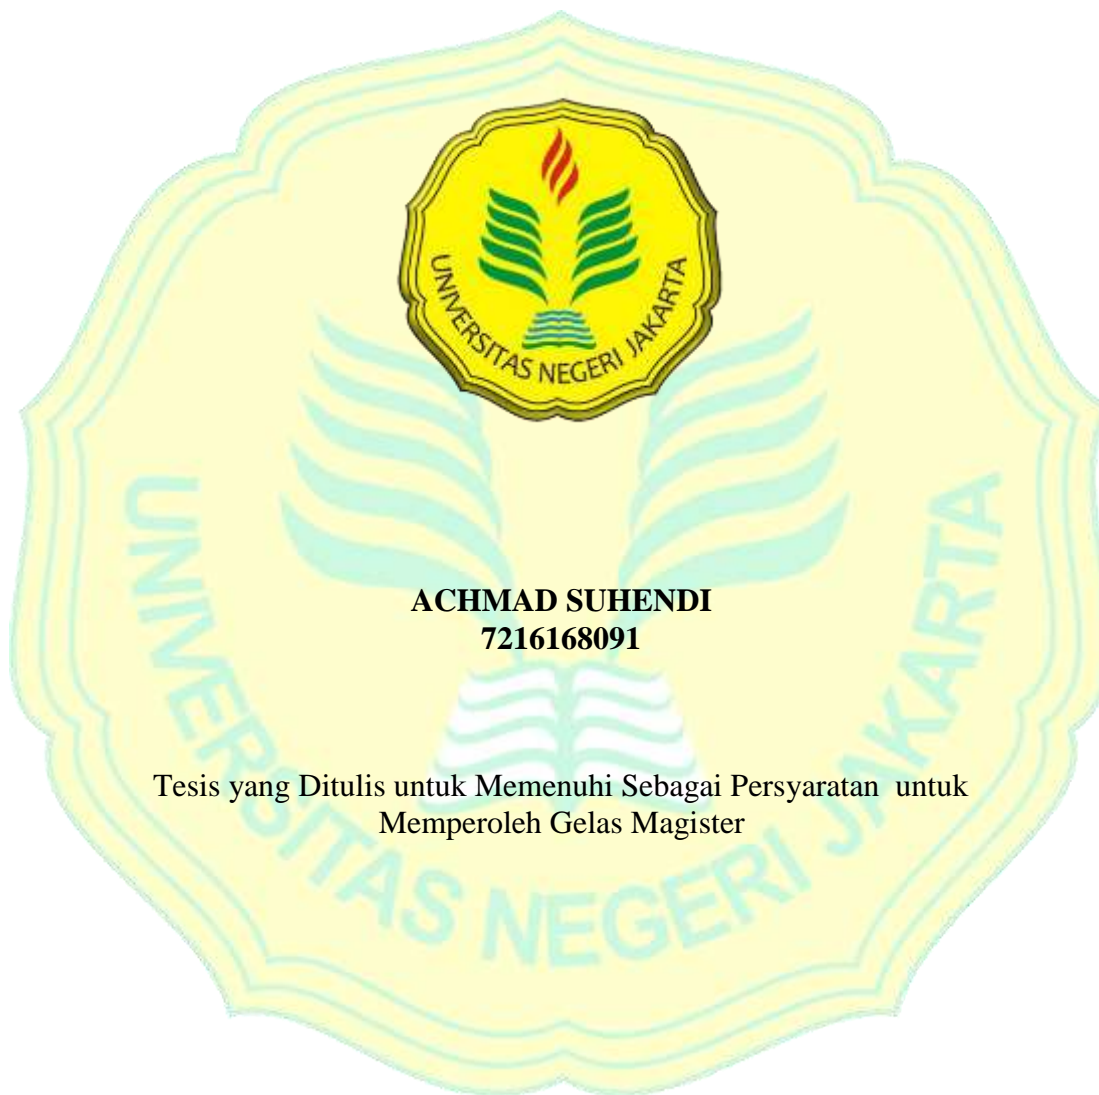 UNIVERSITAS NEGERI JAKARTA
ACHMAD SUHENDI
7216168091
Tesis yang Ditulis untuk Memenuhi Sebagai Persyaratan  untuk
Memperoleh Gelas Magister
UNIVERSITAS NEGERI JAKARTA